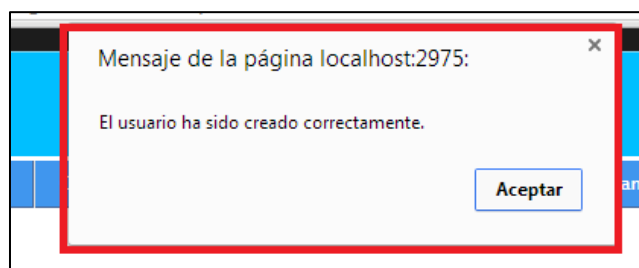 Mensaje de la página localhost:2975:
El usuario ha sido creado correctamente.
Aceptar